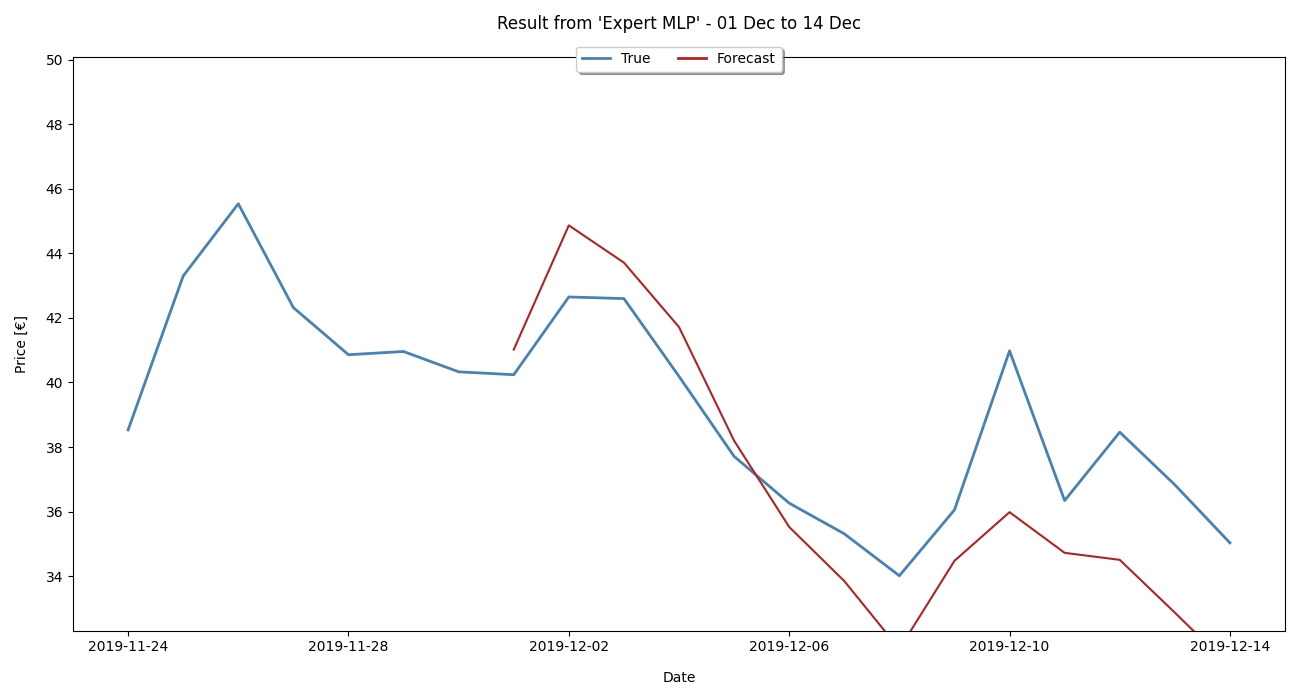 Result from 'Expert MLP' - 01 Dec to 14 Dec
True Forecast
50
48
46
44
42
40
38
36
34
Price [€]
2019-11-24 2019-11-28 2019-12-02 2019-12-06 2019-12-10 2019-12-14
Date